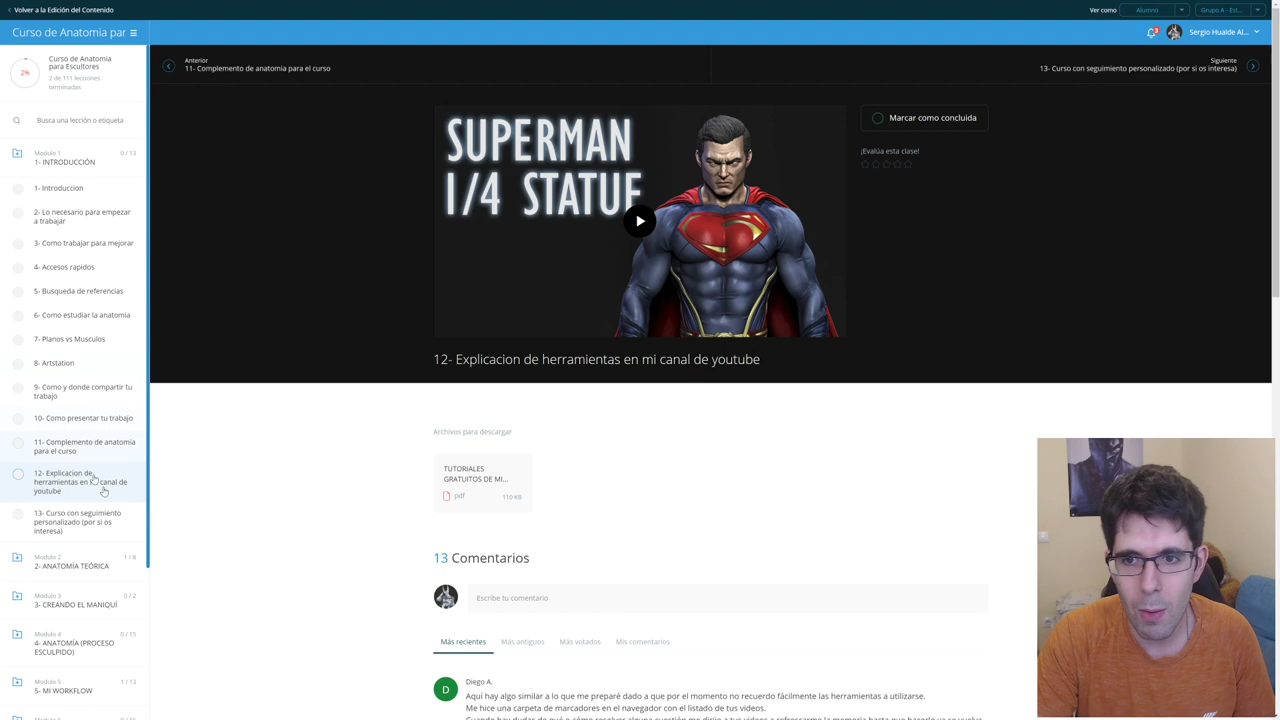 Volver a la Edición del Contenido
Ver como
Alumno
Grupo A - Est...
Curso de Anatomia par
3
Sergio Hualde Al...
2%
Curso de Anatomia
para Escultores
2 de 111 lecciones
terminadas
Busca una lección o etiqueta
Modulo 1
0 / 13
1- INTRODUCCIÓN
1- Introduccion
2- Lo necesario para empezar
a trabajar
3- Como trabajar para mejorar
4- Accesos rapidos
5- Busqueda de referencias
6- Como estudiar la anatomia
7- Planos vs Musculos
8- Artstation
9- Como y donde compartir tu
trabajo
10- Como presentar tu trabajo
11- Complemento de anatomia
para el curso
12- Explicacion de
herramientas en mi canal de
youtube
13- Curso con seguimiento
personalizado (por si os
interesa)
Modulo 2
1 / 8
2- ANATOMÍA TEÓRICA
Modulo 3
0 / 2
3- CREANDO EL MANIQUÍ
Modulo 4
0 / 15
4- ANATOMÍA (PROCESO
ESCULPIDO)
Modulo 5
1 / 13
5- MI WORKFLOW
Anterior
11- Complemento de anatomia para el curso
Siguiente
13- Curso con seguimiento personalizado (por si os interesa)
SUPERMAN
1/4 STATUE
Marcar como concluida
¡Evalúa esta clase!
12- Explicacion de herramientas en mi canal de youtube
Archivos para descargar
TUTORIALES
GRATUITOS DE MI...
pdf
110 KB
13 Comentarios
Escribe tu comentario
Más recientes
Más antiguos
Más votados
Mis comentarios
D
Diego A.
Aquí hay algo similar a lo que me preparé dado a que por el momento no recuerdo fácilmente las herramientas a utilizarse.
Me hice una carpeta de marcadores en el navegador con el listado de tus videos.